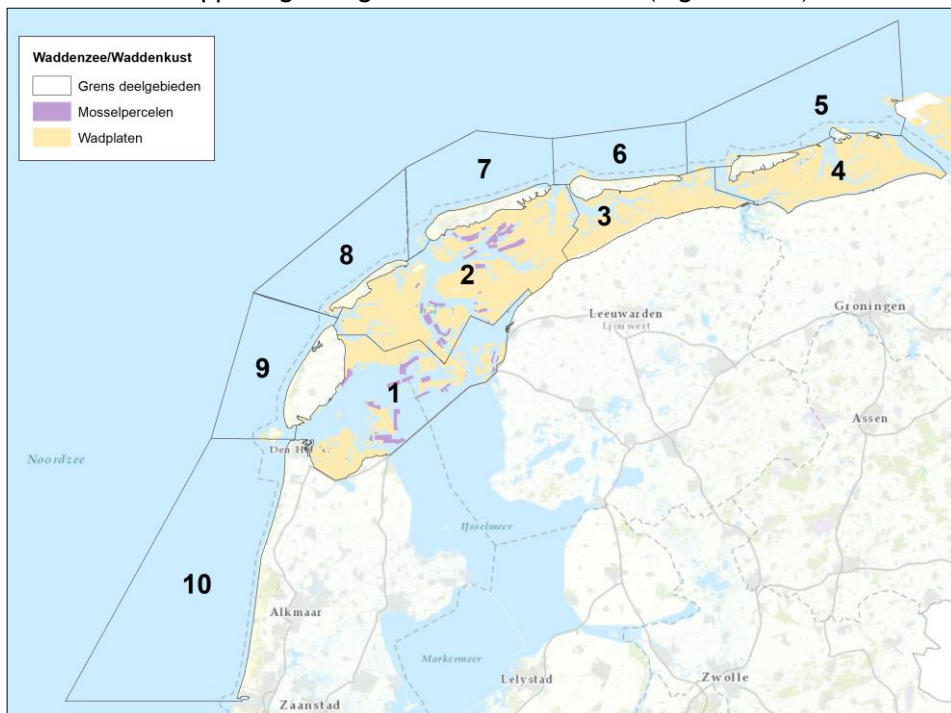 Waddenzee/Waddenkust
Grens deelgebieden
Mosselpercelen
Wadplaten
5
6
7
4
3
8
2
Leeuwarden
Ljouwert
Groningen
9
1
Assen
Noordzee
Den
IJsselmeer
10
Alkmaar
Markermeer
Lelystad
Zwolle
Zaanstad